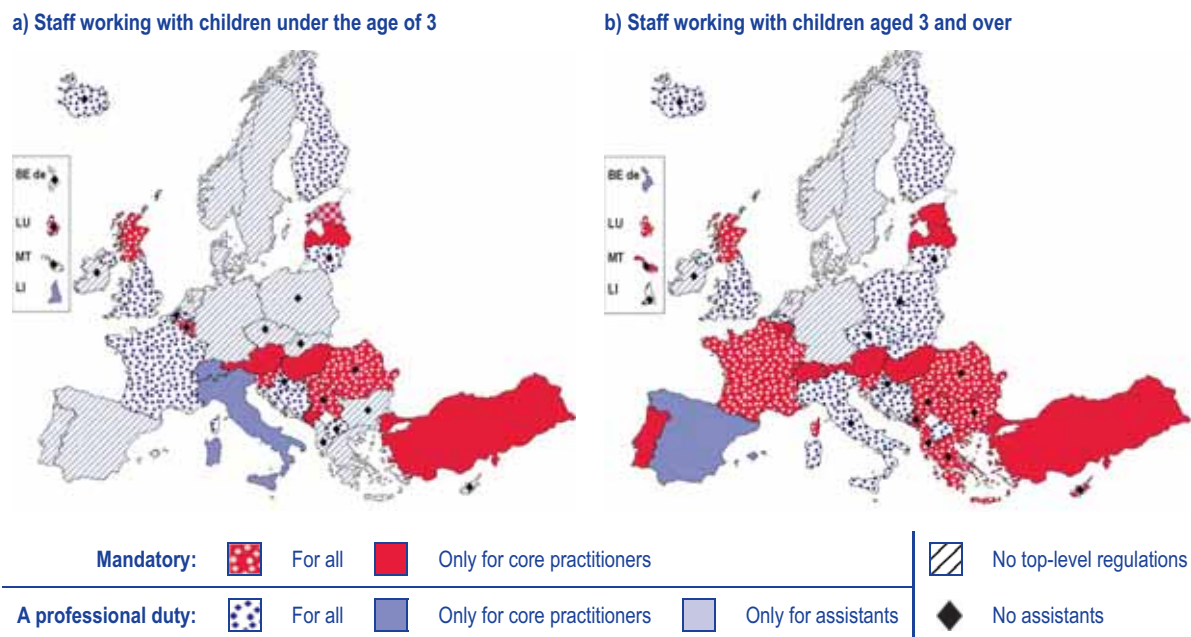 a) Staff working with children under the age of 3
b) Staff working with children aged 3 and over
BE de
LU
MT
LI
BE de
LU
MT
LI
Mandatory: For all Only for core practitioners No top-level regulations
A professional duty: For all Only for core practitioners Only for assistants No assistants